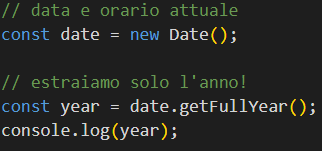 // data e orario attuale
const date = new Date();
// estraiamo solo l'anno!
const year = date.getFullYear();
console.log(year);